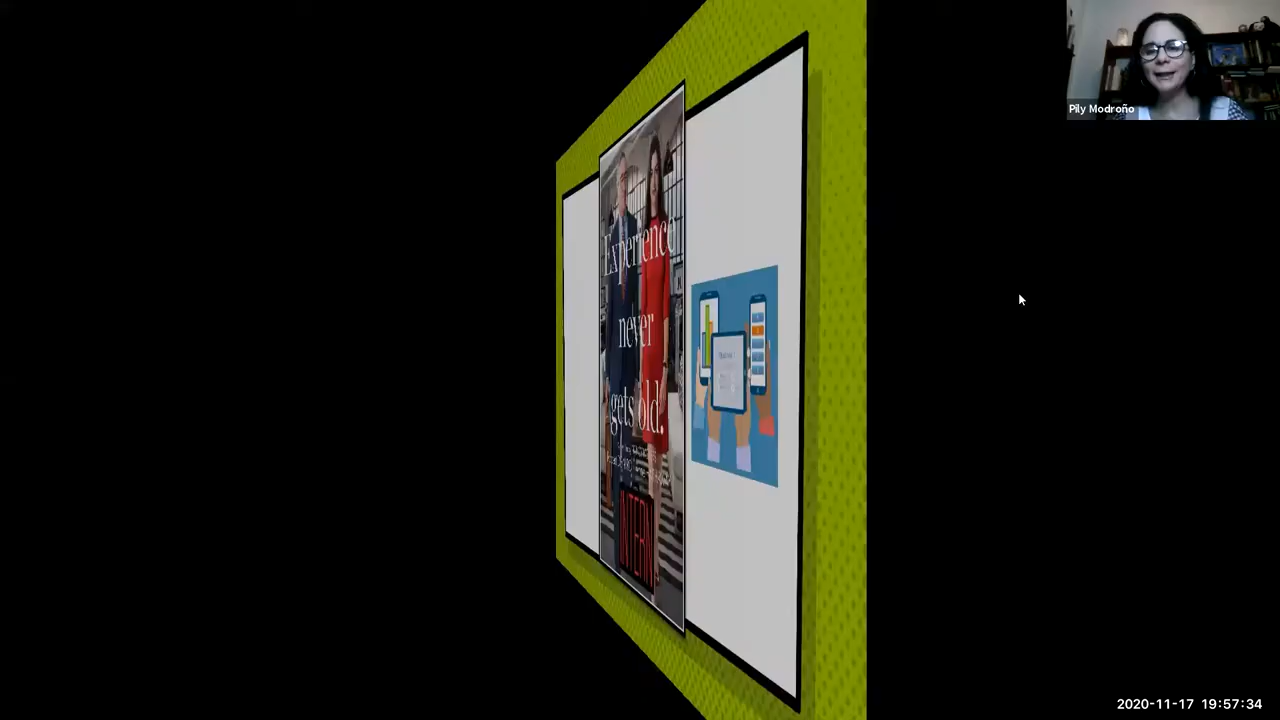 Pily Modroño
Experience
never
gets old.
INTERN
2020-11-17 19:57:34